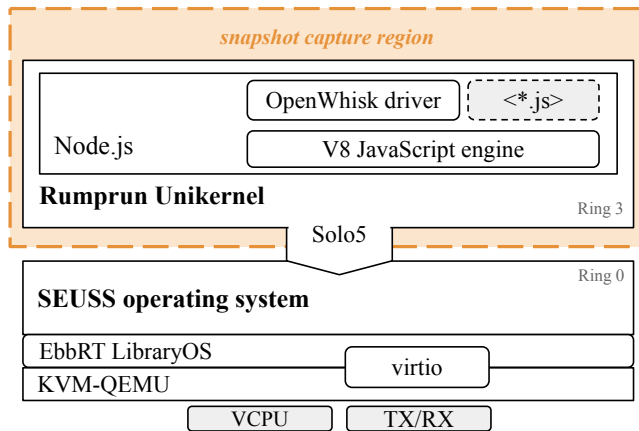 snapshot capture region
OpenWhisk driver
<*.js>
Node.js
V8 JavaScript engine
Rumprun Unikernel
Ring 3
Solo5
Ring 0
SEUSS operating system
EbbRT LibraryOS
virtio
KVM-QEMU
VCPU
TX/RX